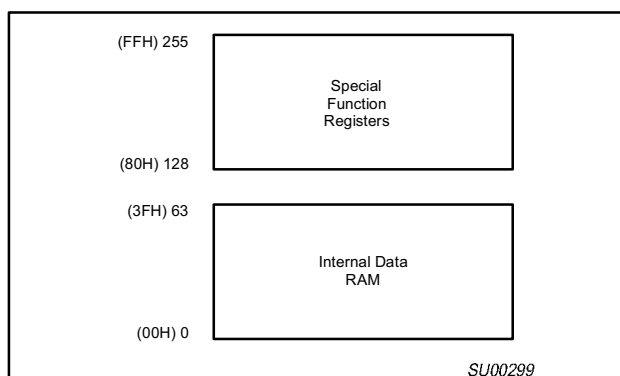 (FFH) 255
Special
Function
Registers
(80H) 128
(3FH) 63
Internal Data
RAM
(00H) 0
SU00299